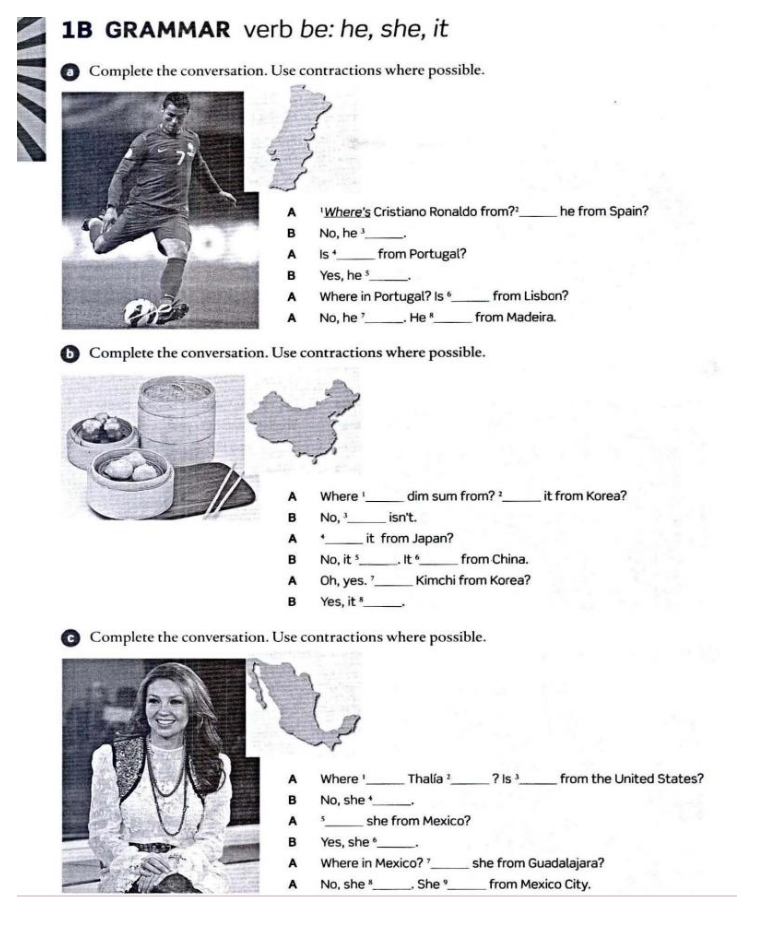 1B GRAMMAR verb be: he, she, it
a Complete the conversation. Use contractions where possible.
7
A ¹Where's Cristiano Ronaldo from?²_____ he from Spain?
B No, he ³_____.
A Is ⁴_____ from Portugal?
B Yes, he ⁵_____.
A Where in Portugal? Is ⁶_____ from Lisbon?
A No, he ⁷_____. He ⁸_____ from Madeira.
b Complete the conversation. Use contractions where possible.
A Where ¹_____ dim sum from? ²_____ it from Korea?
B No, ³_____ isn't.
A ⁴_____ it from Japan?
B No, it ⁵_____. It ⁶_____ from China.
A Oh, yes. ⁷_____ Kimchi from Korea?
B Yes, it ⁸_____.
c Complete the conversation. Use contractions where possible.
A Where ¹_____ Thalía ²_____ ? Is ³_____ from the United States?
B No, she ⁴_____.
A ⁵_____ she from Mexico?
B Yes, she ⁶_____.
A Where in Mexico? ⁷_____ she from Guadalajara?
A No, she ⁸_____. She ⁹_____ from Mexico City.